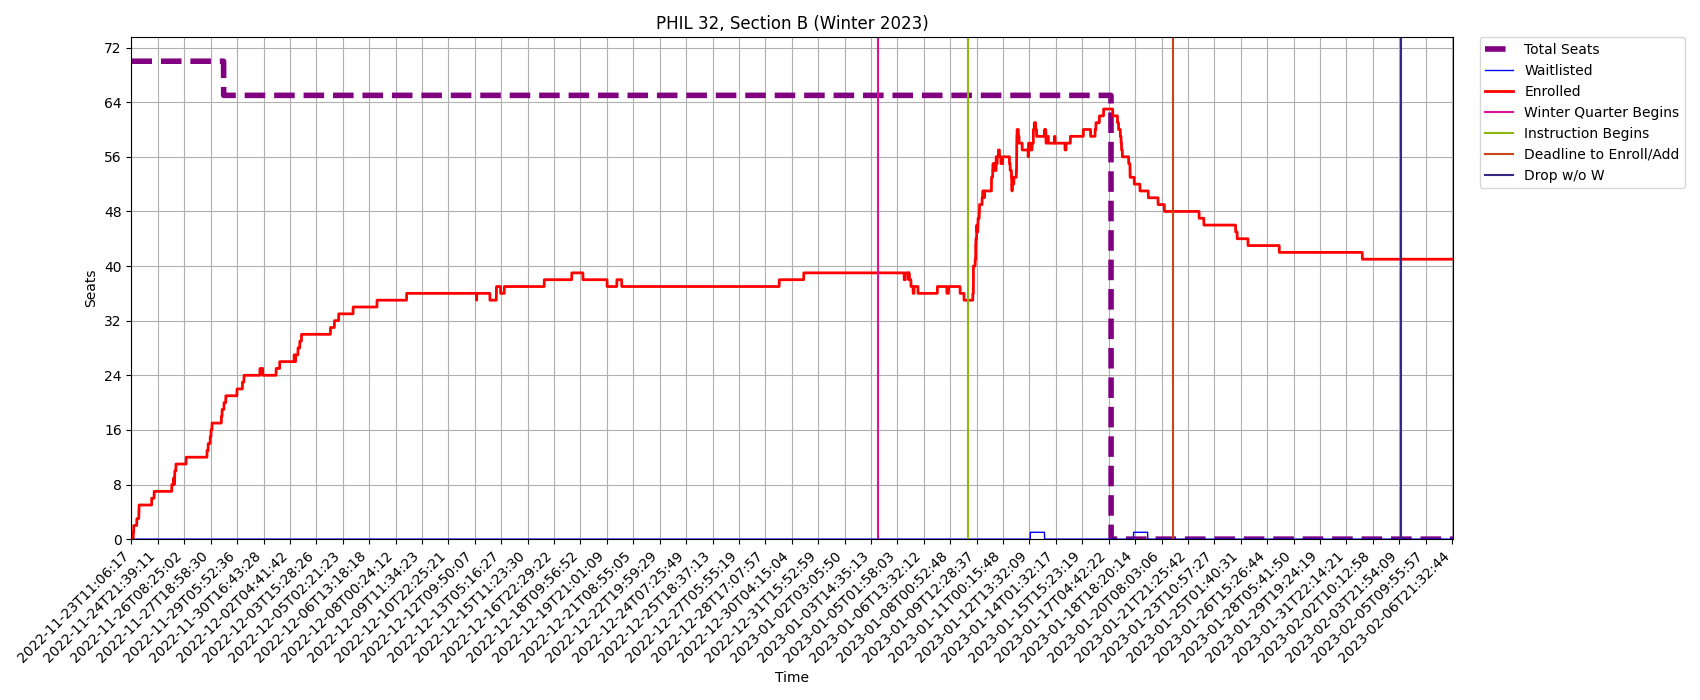 PHIL 32, Section B (Winter 2023)
Total Seats
Waitlisted
Enrolled
Winter Quarter Begins
Instruction Begins
Deadline to Enroll/Add
Drop w/o W
Seats
72
64
56
48
40
32
24
16
8
0
2022-11-23T11:06:17
2022-11-24T21:39:11
2022-11-26T08:25:02
2022-11-27T18:58:30
2022-11-29T05:52:36
2022-11-30T16:43:28
2022-12-02T04:41:42
2022-12-03T15:28:26
2022-12-05T02:21:23
2022-12-06T13:18:18
2022-12-08T00:24:12
2022-12-09T11:34:23
2022-12-10T22:25:21
2022-12-12T09:50:07
2022-12-13T05:16:27
2022-12-15T11:23:30
2022-12-16T22:29:22
2022-12-18T09:56:52
2022-12-19T21:01:09
2022-12-21T08:55:05
2022-12-22T19:59:29
2022-12-24T07:25:49
2022-12-25T18:37:13
2022-12-27T05:55:19
2022-12-28T17:07:57
2022-12-30T04:15:04
2022-12-31T15:52:59
2023-01-02T03:05:50
2023-01-03T14:35:13
2023-01-05T01:58:03
2023-01-06T13:32:12
2023-01-08T00:52:48
2023-01-09T12:28:37
2023-01-11T00:15:48
2023-01-12T13:32:09
2023-01-14T01:32:17
2023-01-15T15:23:19
2023-01-17T04:42:22
2023-01-18T18:20:14
2023-01-20T08:03:06
2023-01-21T21:25:42
2023-01-23T10:57:27
2023-01-25T01:40:31
2023-01-26T15:26:44
2023-01-28T05:41:50
2023-01-29T19:24:19
2023-01-31T22:14:21
2023-02-02T10:12:58
2023-02-03T21:54:09
2023-02-05T09:55:57
2023-02-06T21:32:44
Time